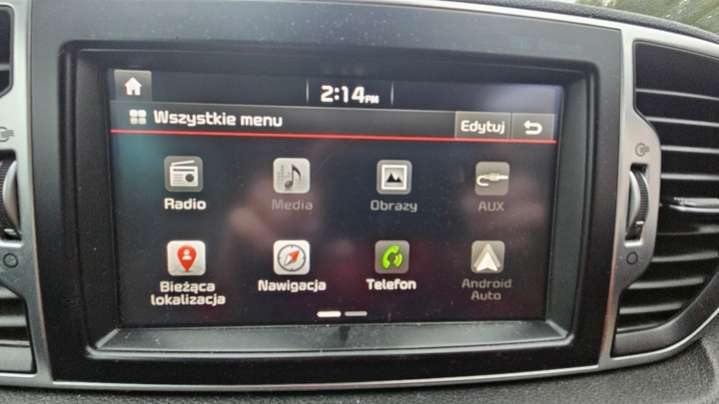 2:14PM
Wszystkie menu
Edytuj
Radio
Media
Obrazy
AUX
Bieżąca
lokalizacja
Nawigacja
Telefon
Android
Auto